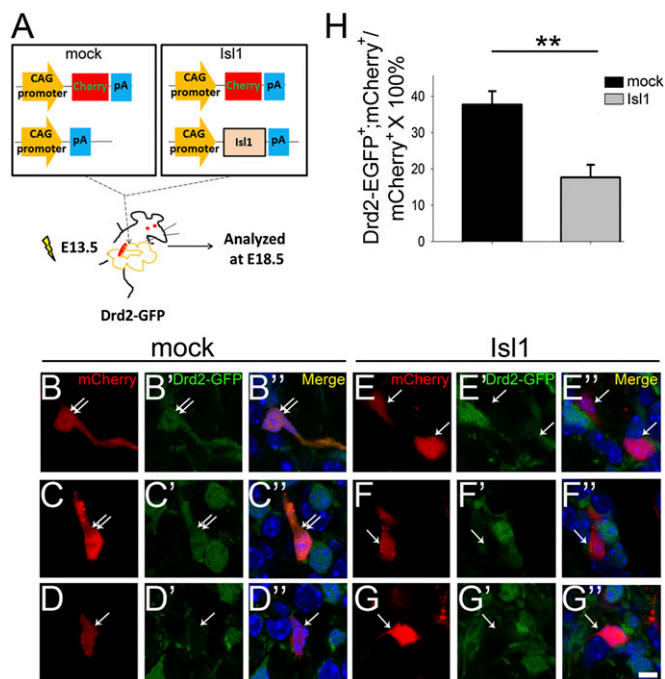 A
mock
Isl1
CAG
promoter
Cherry
pA
CAG
promoter
Cherry
pA
CAG
promoter
pA
CAG
promoter
Isl1
pA
E13.5
Analyzed
at E18.5
Drd2-GFP
H
**
mock
Isl1
Drd2-EGFP+;mCherry+/
mCherry+ X 100%
40
30
20
10
0
mock
Isl1
B mCherry
B' Drd2-GFP
B'' Merge
E mCherry
E' Drd2-GFP
E'' Merge
C
C'
C''
F
F'
F''
D
D'
D''
G
G'
G''